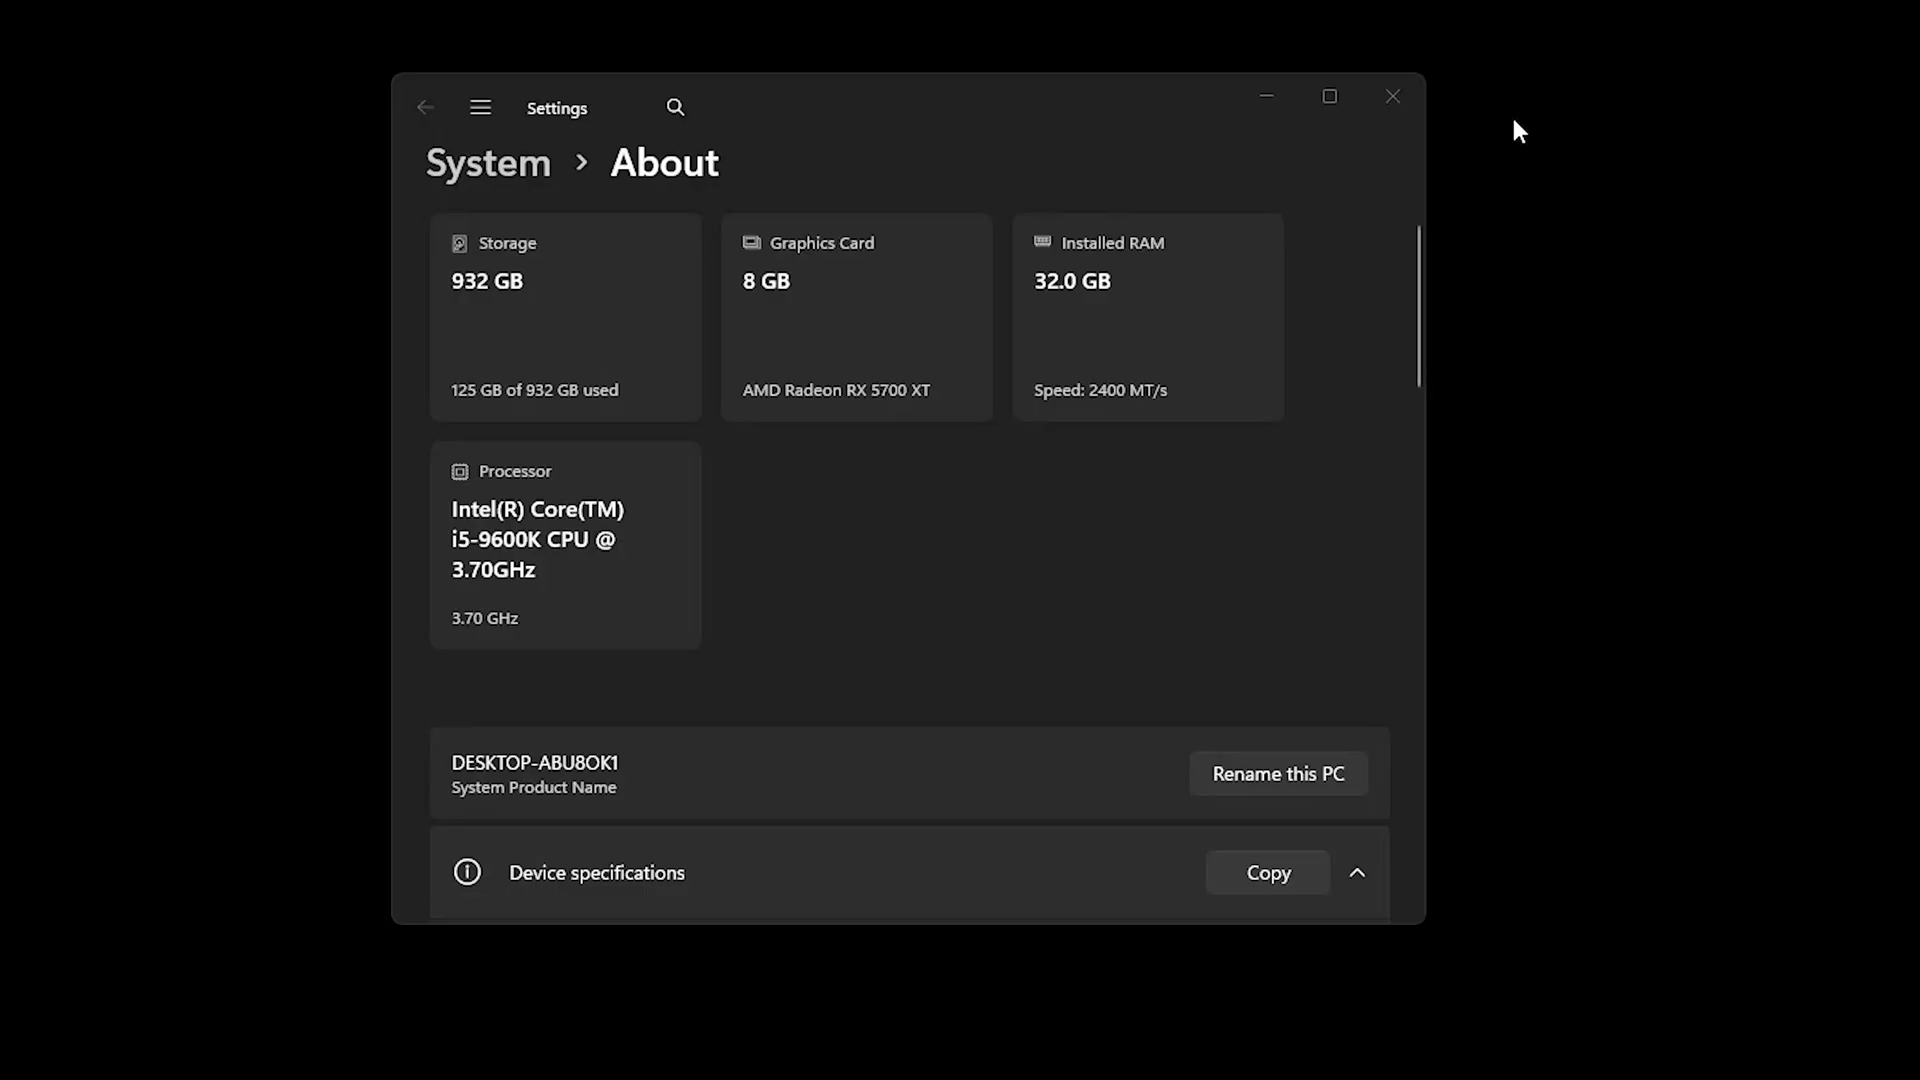 Settings
System > About
Storage
932 GB
125 GB of 932 GB used
Graphics Card
8 GB
AMD Radeon RX 5700 XT
Installed RAM
32.0 GB
Speed: 2400 MT/s
Processor
Intel(R) Core(TM)
i5-9600K CPU @
3.70GHz
3.70 GHz
DESKTOP-ABU8OK1
System Product Name
Rename this PC
Device specifications
Copy